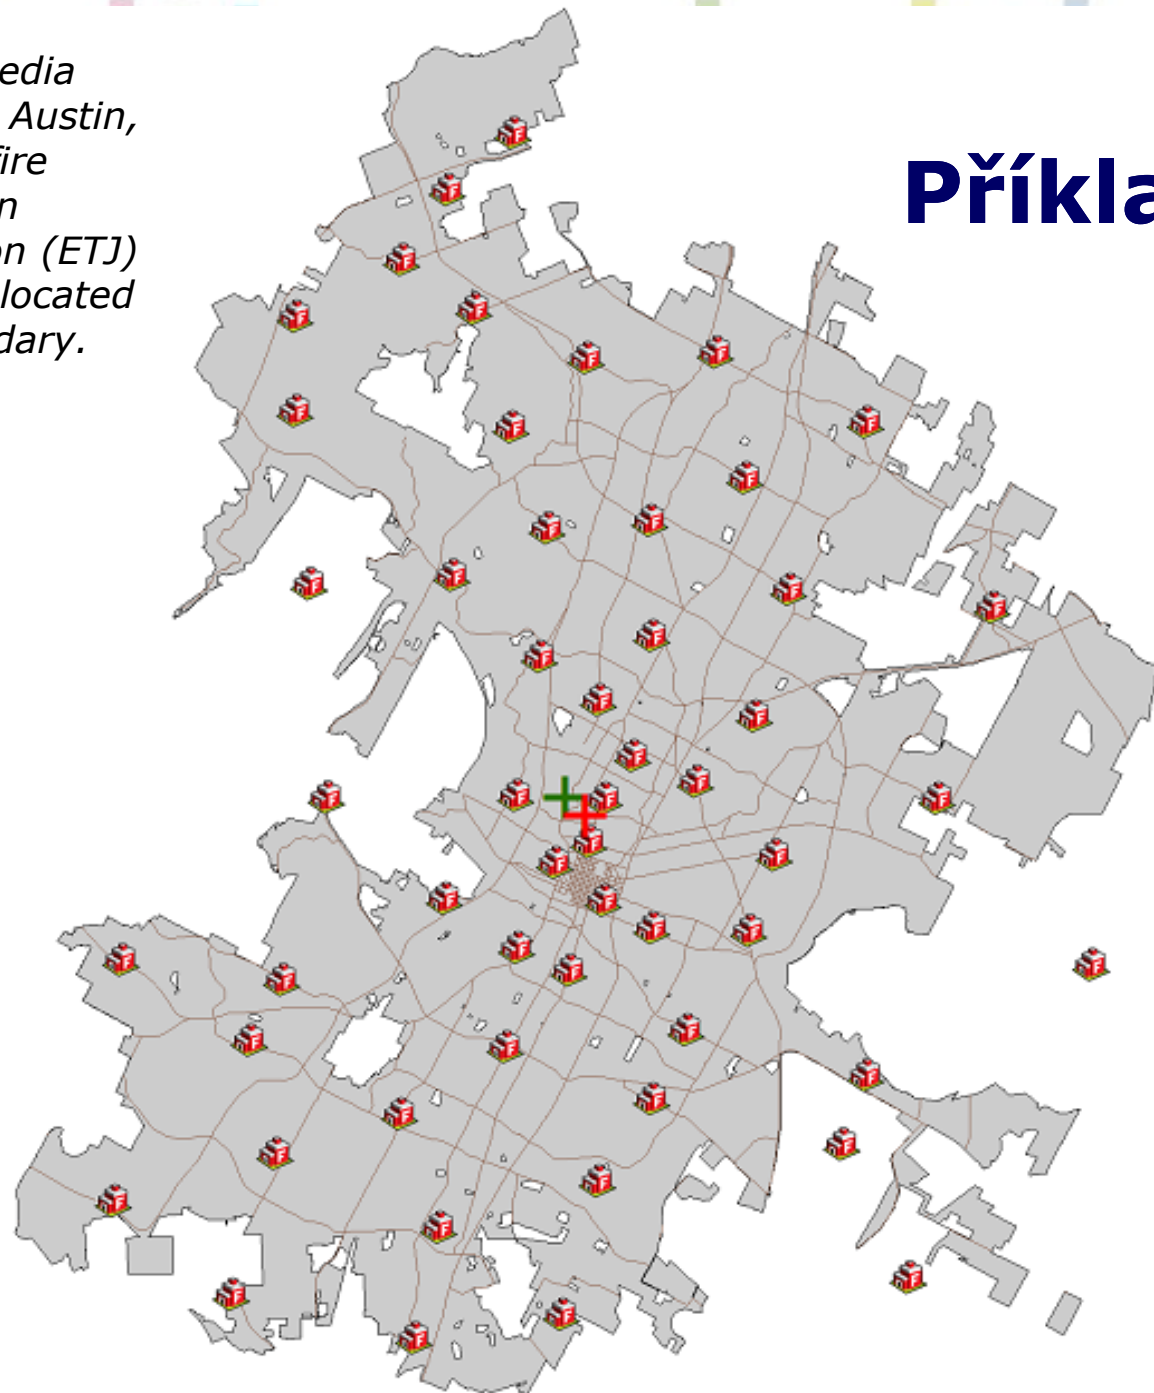 edia
Austin,
fire
n
on (ETJ)
located
dary.
Příkla